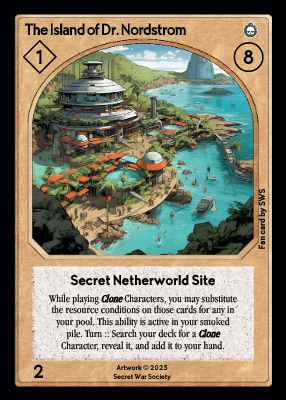 The Island of Dr. Nordstrom
1
8
Fan card by SWS
Secret Netherworld Site
While playing Clone Characters, you may substitute
the resource conditions on those cards for any in
your pool. This ability is active in your smoked
pile. Turn :: Search your deck for a Clone
Character, reveal it, and add it to your hand.
2
Artwork © 2025
Secret War Society